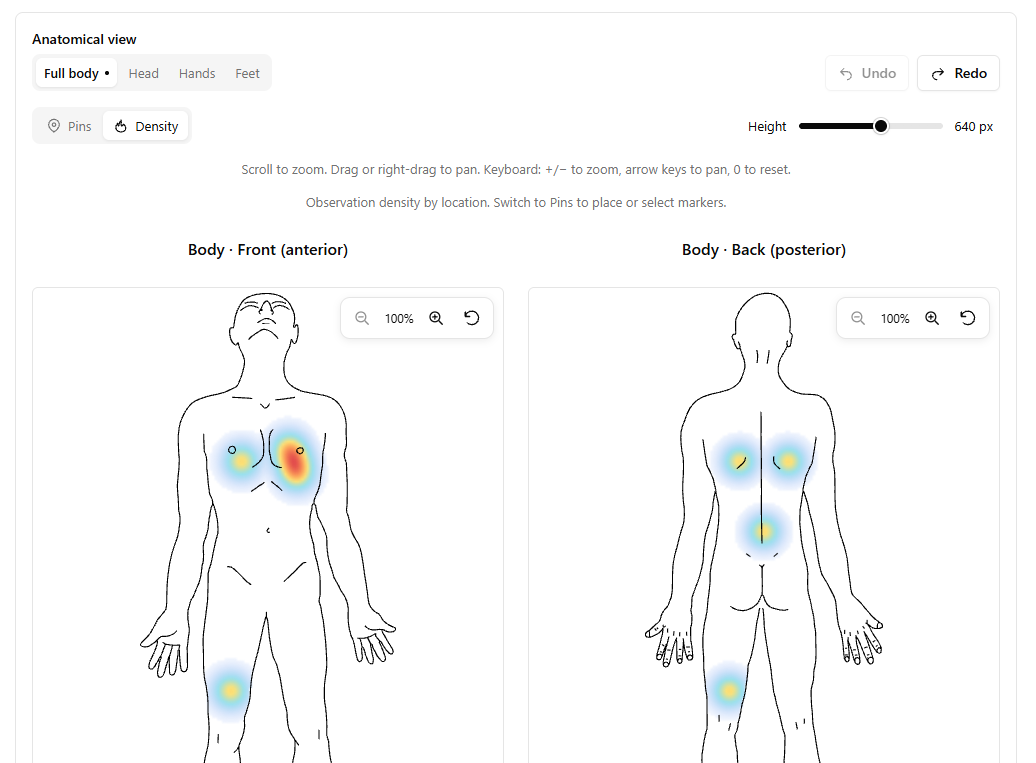 Anatomical view
Full body • Head Hands Feet
Undo Redo
Pins Density
Height 640 px
Scroll to zoom. Drag or right-drag to pan. Keyboard: +/− to zoom, arrow keys to pan, 0 to reset.
Observation density by location. Switch to Pins to place or select markers.
Body · Front (anterior)
Body · Back (posterior)
100%
100%